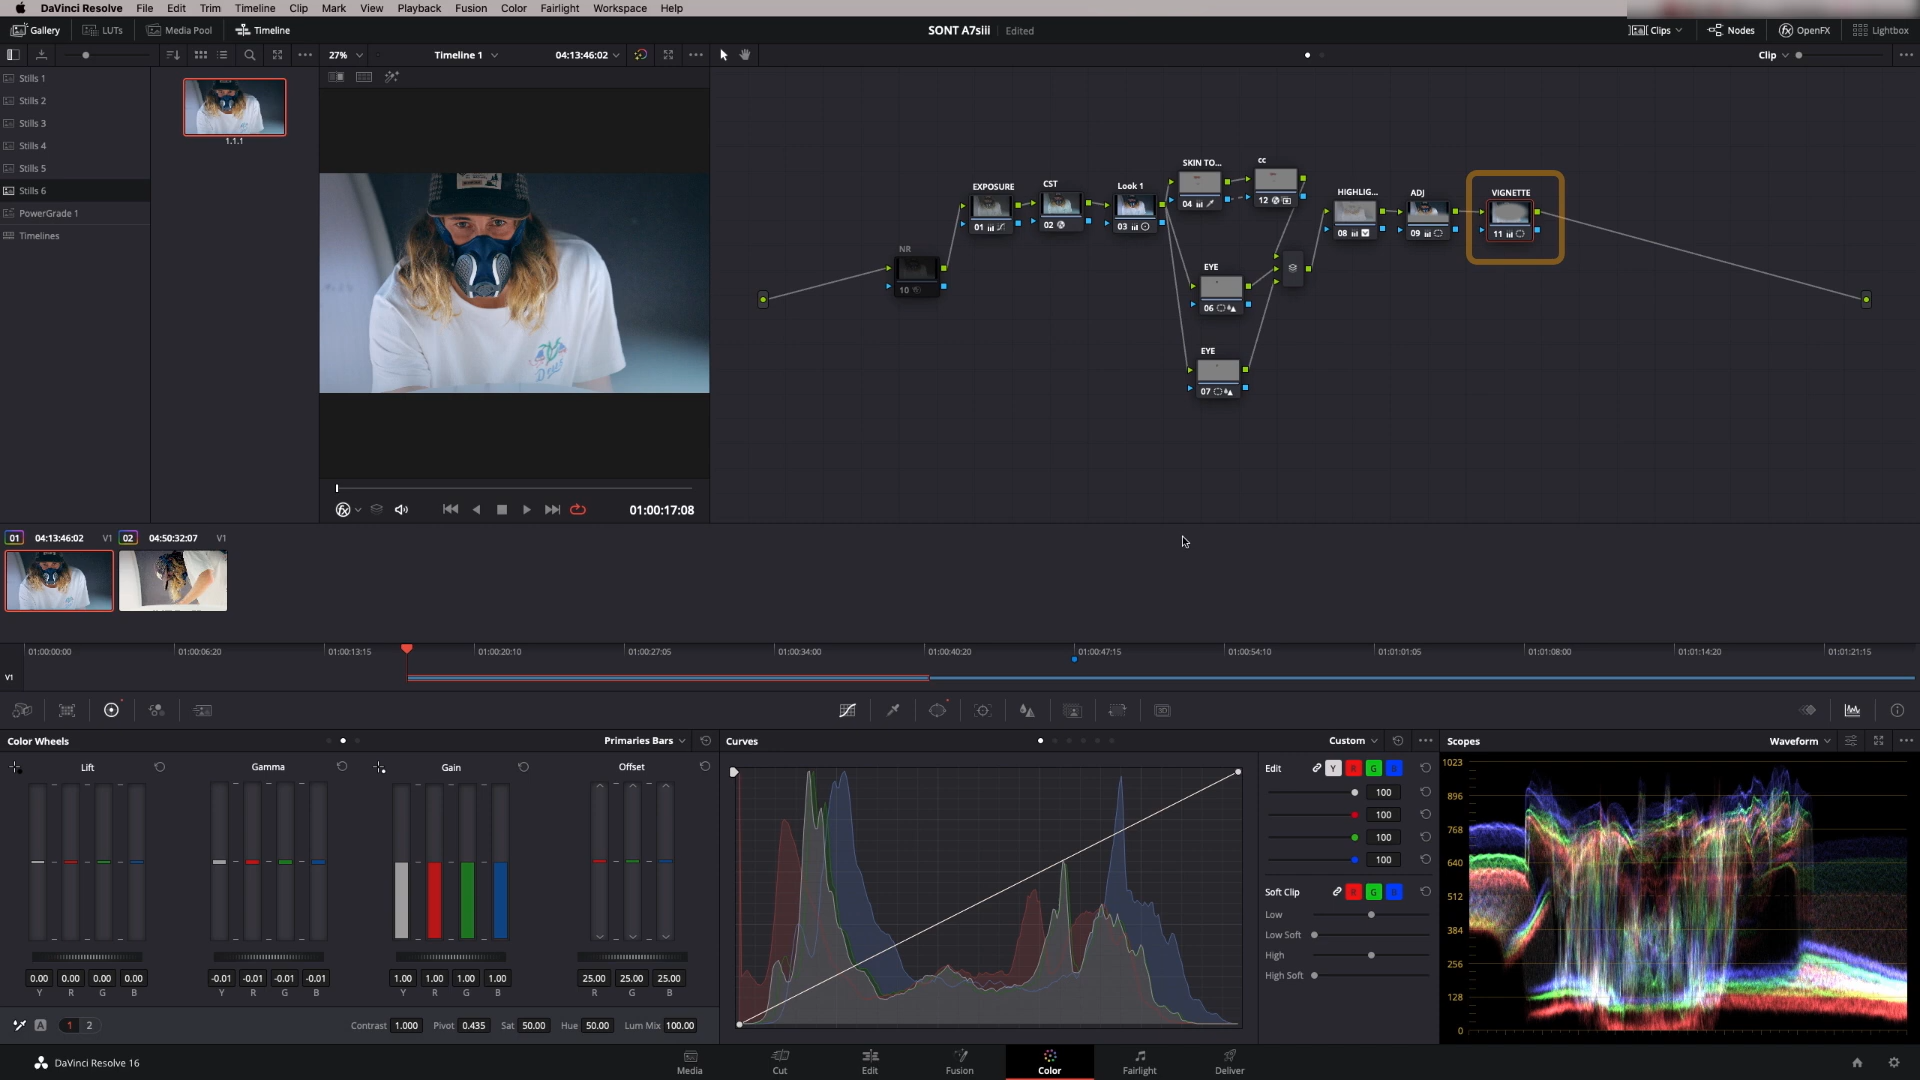 DaVinci Resolve File Edit Trim Timeline Clip Mark View Playback Fusion Color Fairlight Workspace Help
Gallery LUTs Media Pool Timeline SONT A7siii Edited Clips Nodes OpenFX Lightbox
27% Timeline 1 04:13:46:02 Clip
Stills 1
Stills 2
Stills 3
Stills 4
Stills 5
Stills 6
PowerGrade 1
Timelines
1.1.1
01:00:17:08
NR
10
EXPOSURE
01
CST
02
Look 1
03
SKIN TO...
04
cc
12
EYE
06
EYE
07
HIGHLIG...
08
ADJ
09
VIGNETTE
11
01 04:13:46:02 V1 02 04:50:32:07 V1
01:00:00:00 01:00:06:20 01:00:13:15 01:00:20:10 01:00:27:05 01:00:34:00 01:00:40:20 01:00:47:15 01:00:54:10 01:01:01:05 01:01:08:00 01:01:14:20 01:01:21:15
V1
Color Wheels Primaries Bars
Lift Gamma Gain Offset
0.00 0.00 0.00 0.00 -0.01 -0.01 -0.01 -0.01 1.00 1.00 1.00 1.00 25.00 25.00 25.00
Y R G B Y R G B Y R G B R G B
A 1 2 Contrast 1.000 Pivot 0.435 Sat 50.00 Hue 50.00 Lum Mix 100.00
Curves Custom
Edit Y R G B
100
100
100
100
Soft Clip R G B
Low
Low Soft
High
High Soft
Scopes Waveform
1023
896
768
640
512
384
256
128
0
DaVinci Resolve 16 Media Cut Edit Fusion Color Fairlight Deliver